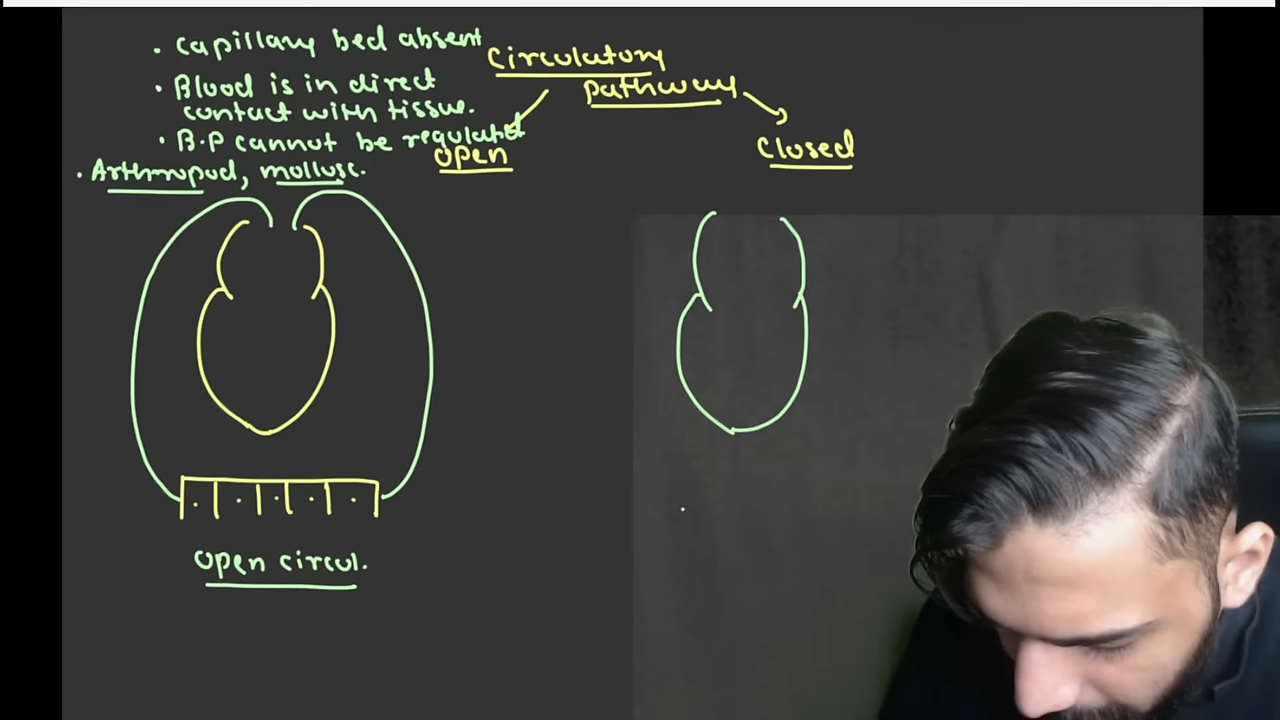 . Capillary bed absent
Circulatory
pathway
. Blood is in direct
contact with tissue.
. B.P cannot be regulated
open
closed
. Arthropod, mollusc.
open circul.